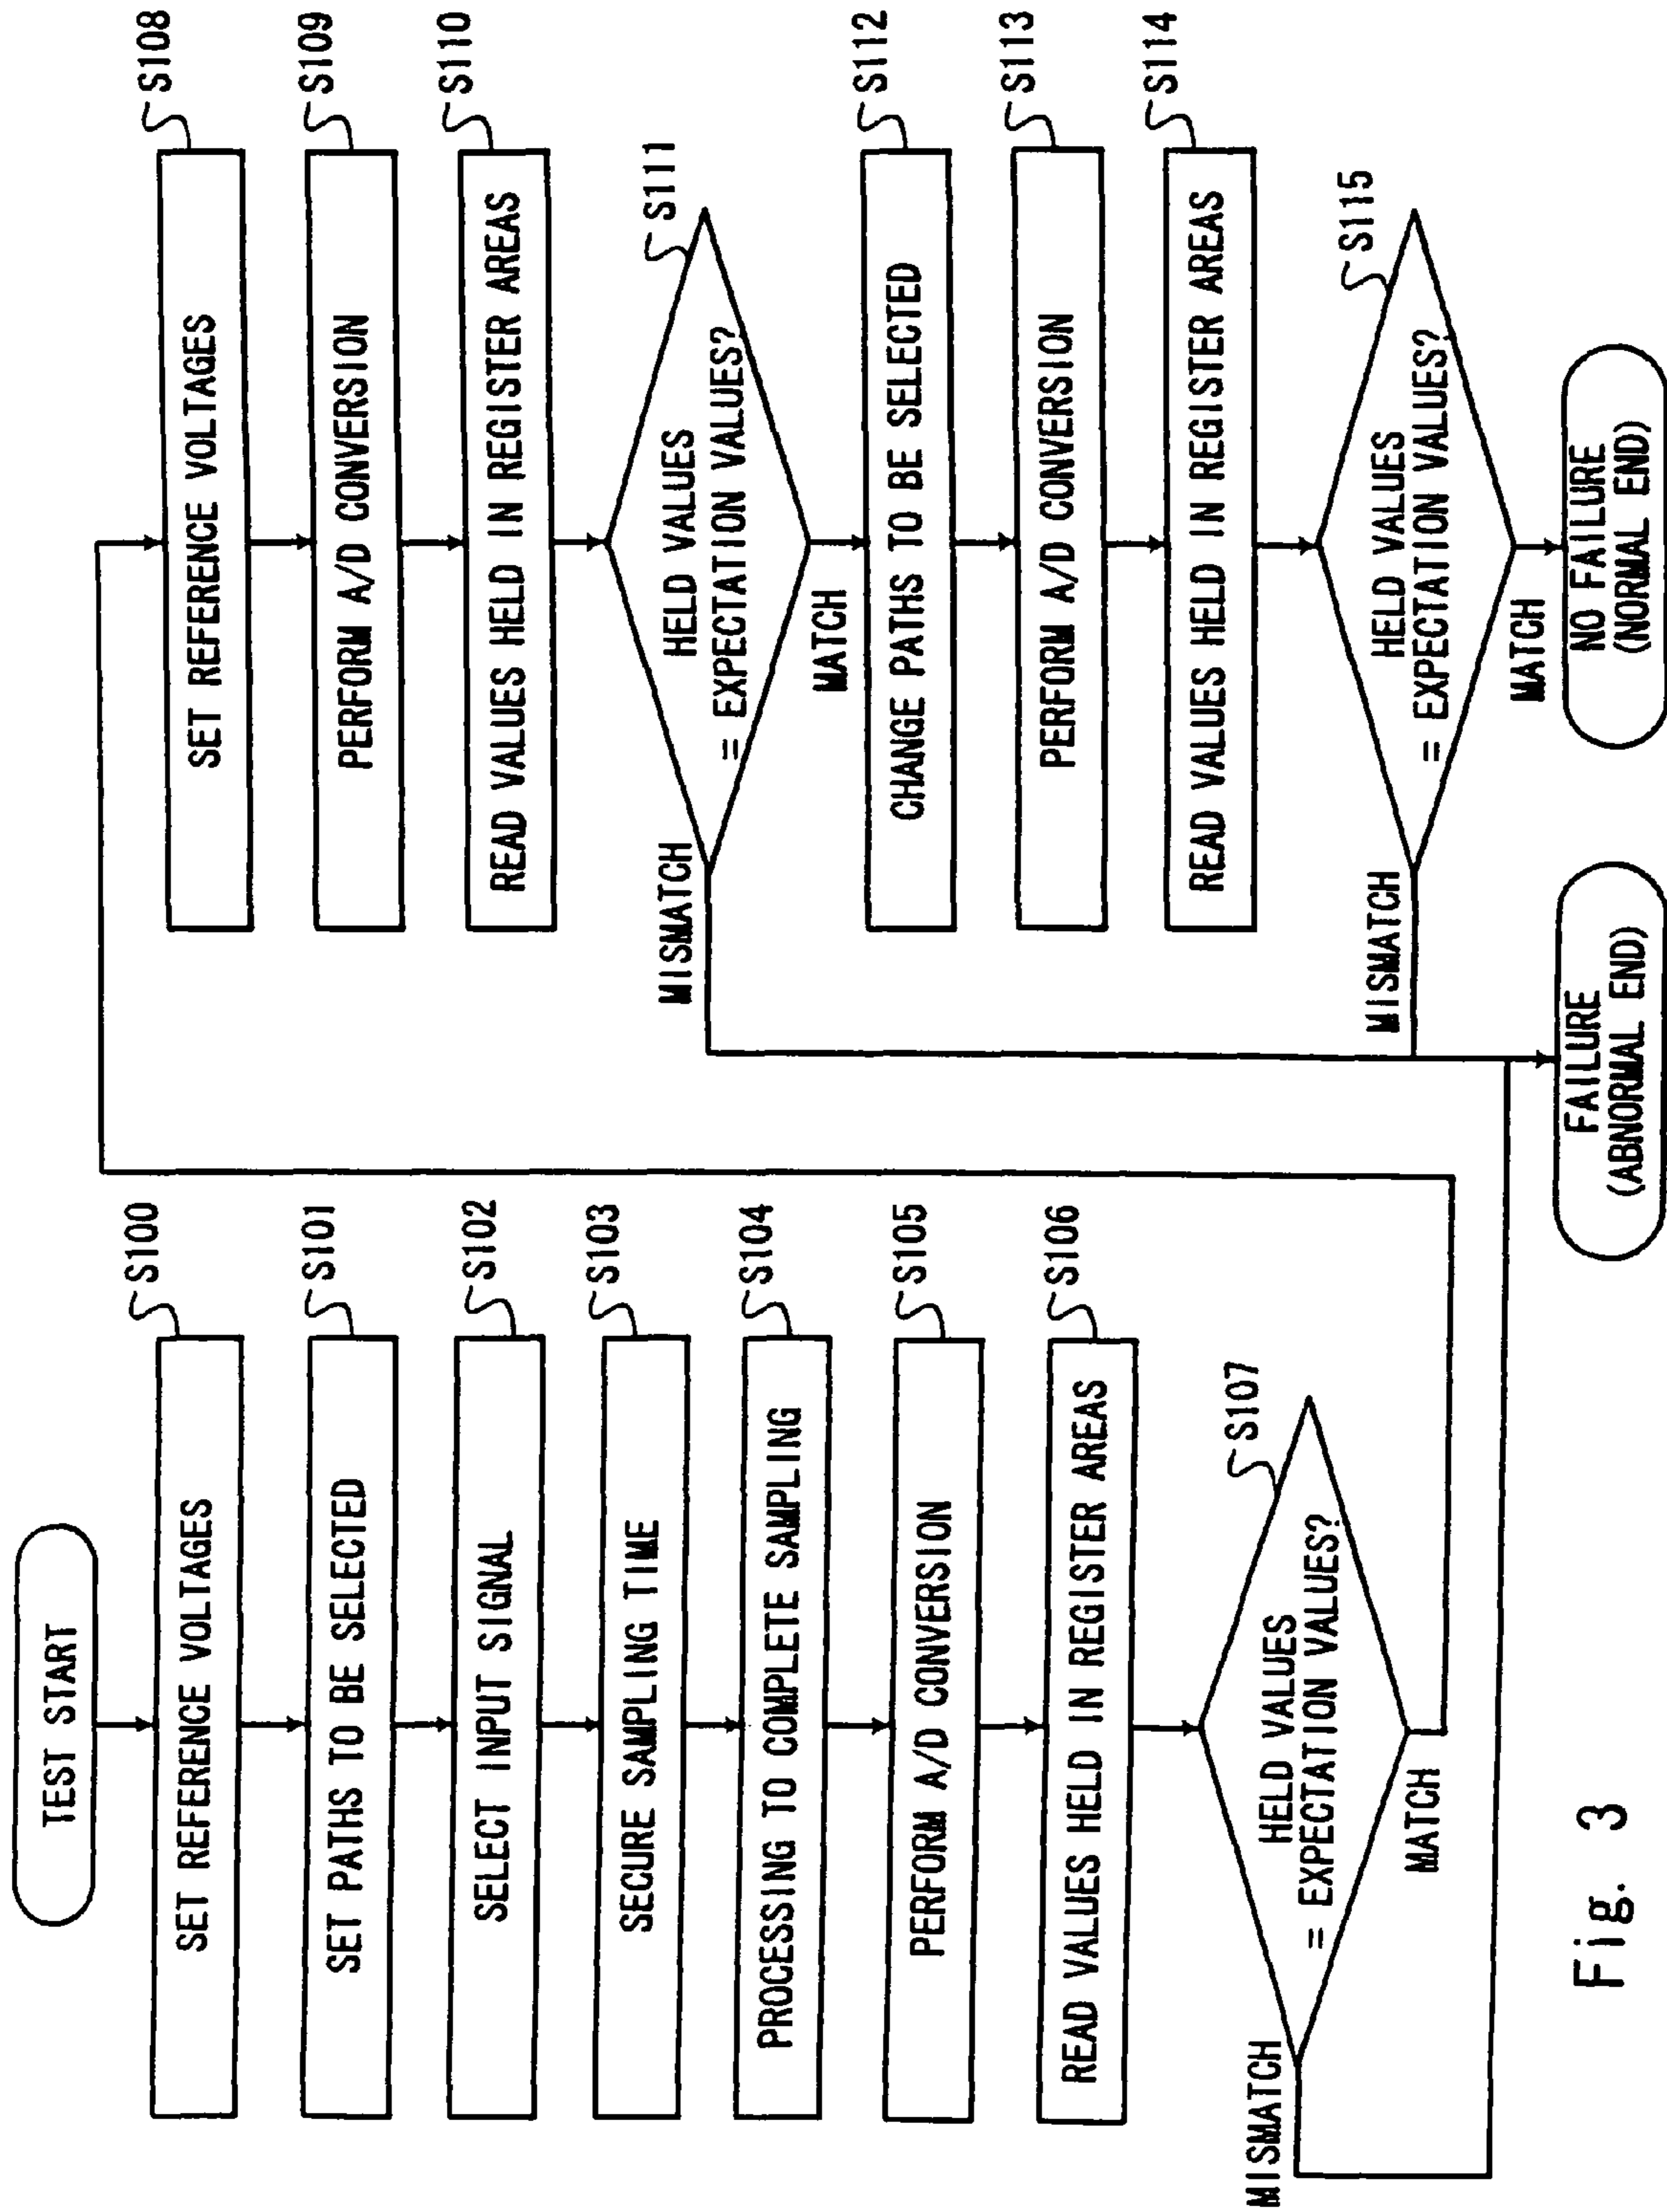 TEST START
SET REFERENCE VOLTAGES
S100
SET PATHS TO BE SELECTED
S101
SELECT INPUT SIGNAL
S102
SECURE SAMPLING TIME
S103
PROCESSING TO COMPLETE SAMPLING
S104
PERFORM A/D CONVERSION
S105
READ VALUES HELD IN REGISTER AREAS
S106
HELD VALUES
= EXPECTATION VALUES?
S107
MISMATCH
MATCH
SET REFERENCE VOLTAGES
S108
PERFORM A/D CONVERSION
S109
READ VALUES HELD IN REGISTER AREAS
S110
HELD VALUES
= EXPECTATION VALUES?
S111
MISMATCH
MATCH
CHANGE PATHS TO BE SELECTED
S112
PERFORM A/D CONVERSION
S113
READ VALUES HELD IN REGISTER AREAS
S114
HELD VALUES
= EXPECTATION VALUES?
S115
MISMATCH
MATCH
FAILURE
(ABNORMAL END)
NO FAILURE
(NORMAL END)
Fig. 3